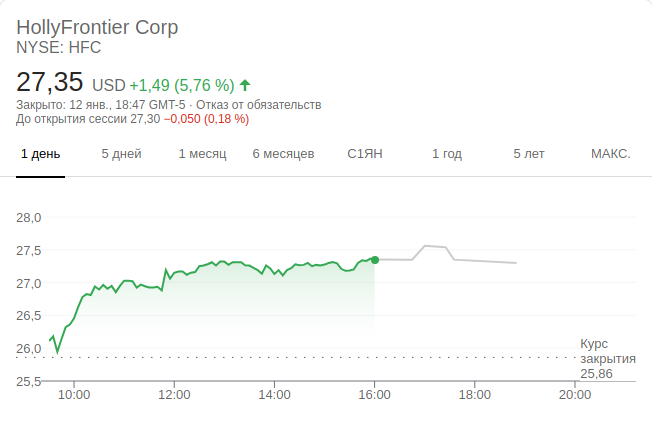 HollyFrontier Corp
NYSE: HFC
27,35 USD +1,49 (5,76 %)
Закрыто: 12 янв., 18:47 GMT-5 · Отказ от обязательств
До открытия сессии 27,30 −0,050 (0,18 %)
1 день 5 дней 1 месяц 6 месяцев С1ЯН 1 год 5 лет МАКС.
28,0
27,5
27,0
26,5
26,0
25,5
Курс
закрытия
25,86
10:00 12:00 14:00 16:00 18:00 20:00